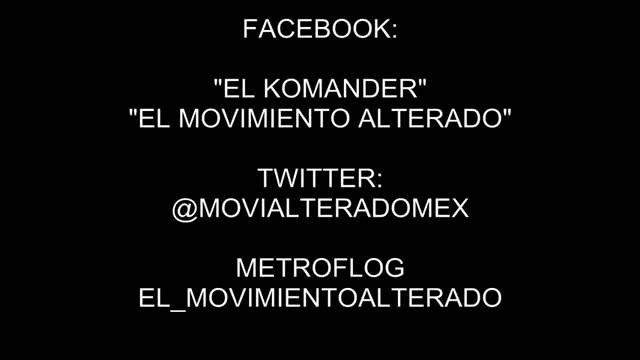 FACEBOOK:
"EL KOMANDER"
"EL MOVIMIENTO ALTERADO"
TWITTER:
@MOVIALTERADOMEX
METROFLOG
EL_MOVIMIENTOALTERADO